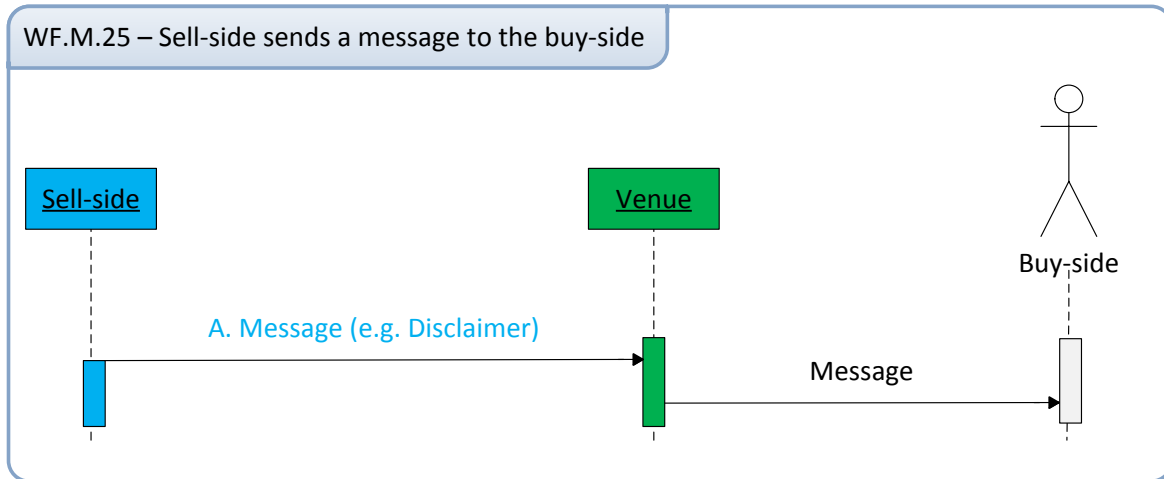 WF.M.25 – Sell-side sends a message to the buy-side
Sell-side
Venue
Buy-side
A. Message (e.g. Disclaimer)
Message